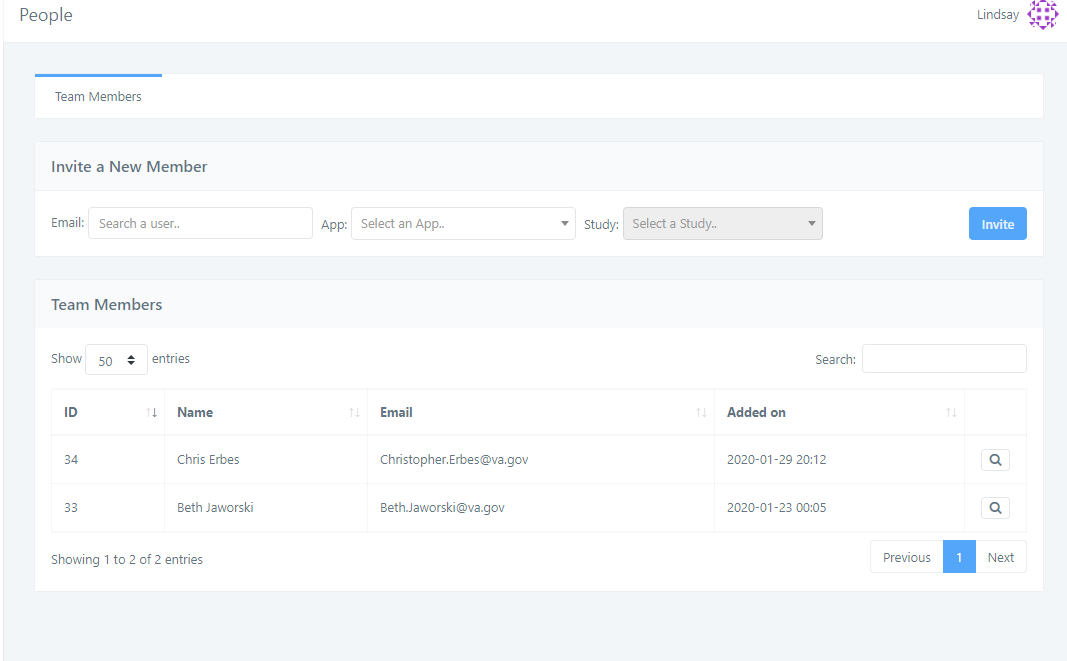 People
Lindsay
Team Members
Invite a New Member
Email: Search a user.. App: Select an App.. Study: Select a Study.. Invite
Team Members
Show 50 entries Search:
ID Name Email Added on
34 Chris Erbes Christopher.Erbes@va.gov 2020-01-29 20:12
33 Beth Jaworski Beth.Jaworski@va.gov 2020-01-23 00:05
Showing 1 to 2 of 2 entries Previous 1 Next